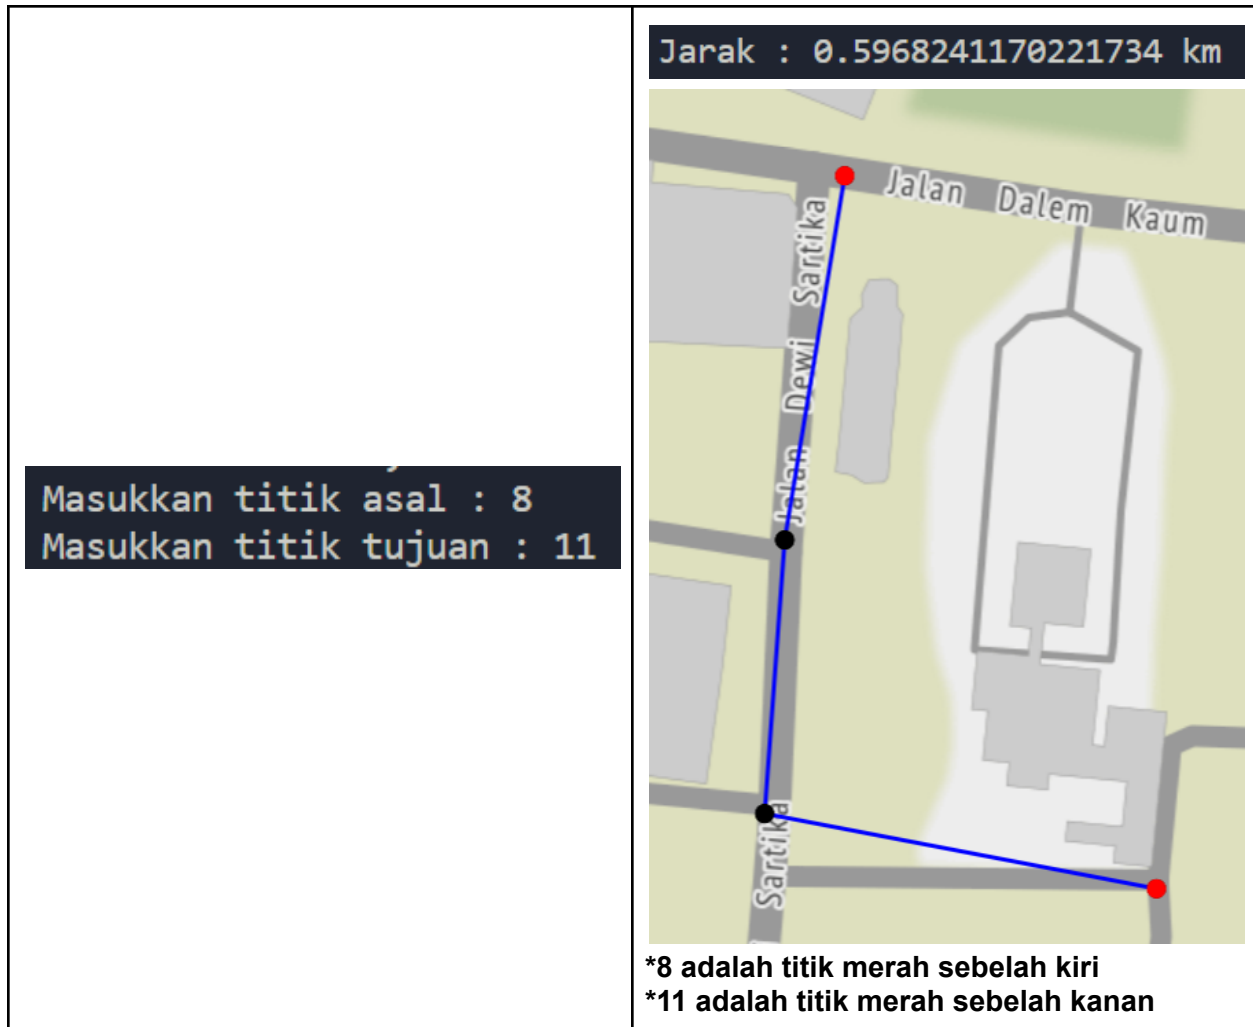 Masukkan titik asal : 8
Masukkan titik tujuan : 11
Jarak : 0.5968241170221734 km
Jalan Dalem Kaum
Jalan Dewi Sartika
Sartika
*8 adalah titik merah sebelah kiri
*11 adalah titik merah sebelah kanan